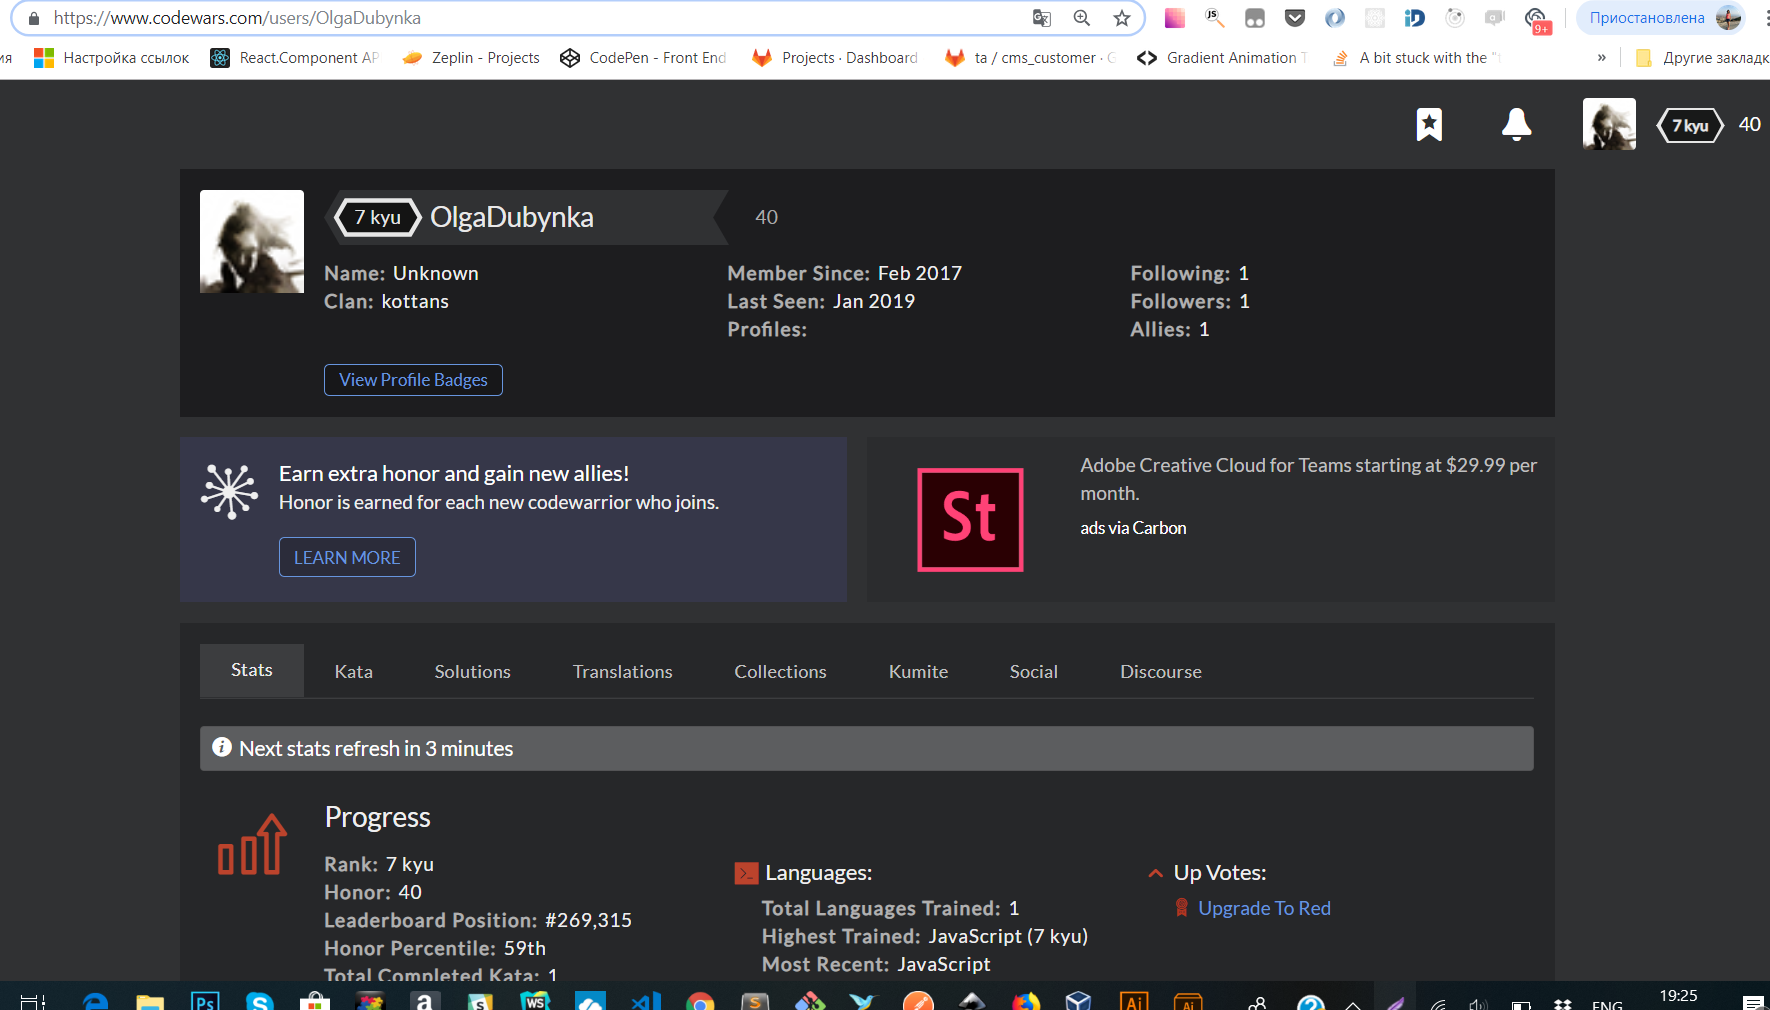 https://www.codewars.com/users/OlgaDubynka
JS
9+
Приостановлена
ия
Настройка ссылок
React.Component AP
Zeplin - Projects
CodePen - Front End
Projects · Dashboard
ta / cms_customer · G
Gradient Animation T
A bit stuck with the "t
»
Другие закладк
7 kyu
40
7 kyu
OlgaDubynka
40
Name: Unknown
Member Since: Feb 2017
Following: 1
Clan: kottans
Last Seen: Jan 2019
Followers: 1
Profiles:
Allies: 1
View Profile Badges
Earn extra honor and gain new allies!
Honor is earned for each new codewarrior who joins.
LEARN MORE
St
Adobe Creative Cloud for Teams starting at $29.99 per
month.
ads via Carbon
Stats
Kata
Solutions
Translations
Collections
Kumite
Social
Discourse
Next stats refresh in 3 minutes
Progress
Rank: 7 kyu
Honor: 40
Leaderboard Position: #269,315
Honor Percentile: 59th
Total Completed Kata: 1
Languages:
Total Languages Trained: 1
Highest Trained: JavaScript (7 kyu)
Most Recent: JavaScript
Up Votes:
Upgrade To Red
Ps
WS
Ai
Ai
ENG
19:25